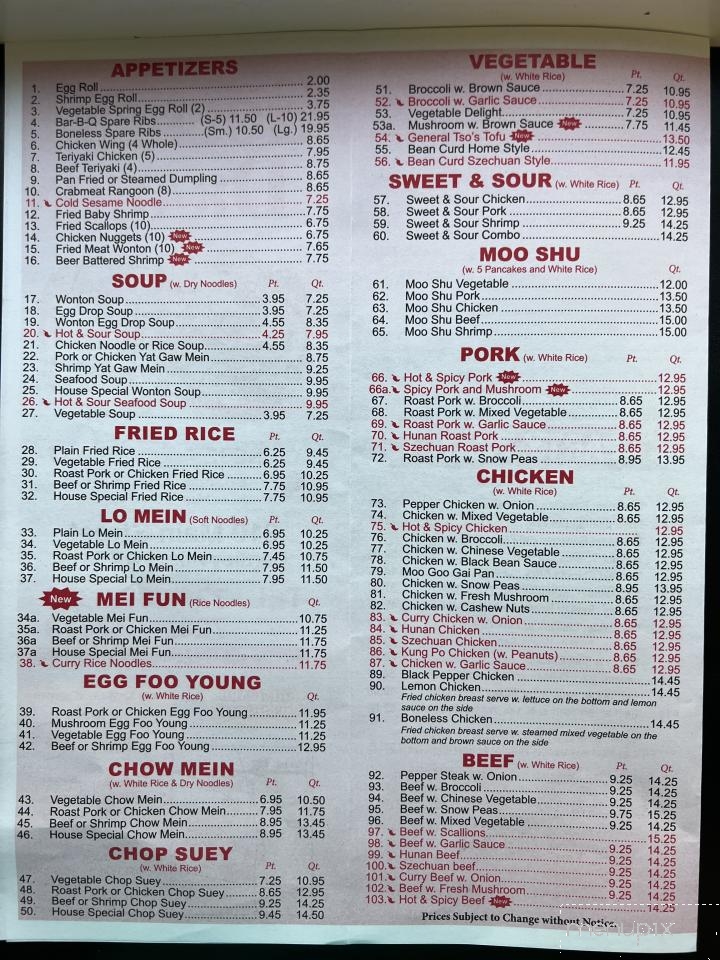 APPETIZERS
1. Egg Roll 2.00
2. Shrimp Egg Roll 2.35
3. Vegetable Spring Egg Roll (2) 3.75
4. Bar-B-Q Spare Ribs (S-5) 11.50 (L-10) 21.95
5. Boneless Spare Ribs (Sm.) 10.50 (Lg.) 19.95
6. Chicken Wing (4 Whole) 8.65
7. Teriyaki Chicken (5) 7.95
8. Beef Teriyaki (4) 8.75
9. Pan Fried or Steamed Dumpling 8.65
10. Crabmeat Rangoon (8) 8.65
11. Cold Sesame Noodle 7.25
12. Fried Baby Shrimp 7.75
13. Fried Scallops (10) 6.75
14. Chicken Nuggets (10) New 6.75
15. Fried Meat Wonton (10) New 7.65
16. Beer Battered Shrimp New 7.75
SOUP (w. Dry Noodles) Pt. Qt.
17. Wonton Soup 3.95 7.25
18. Egg Drop Soup 3.95 7.25
19. Wonton Egg Drop Soup 4.55 8.35
20. Hot & Sour Soup 4.25 7.95
21. Chicken Noodle or Rice Soup 4.55 8.35
22. Pork or Chicken Yat Gaw Mein 8.75
23. Shrimp Yat Gaw Mein 9.25
24. Seafood Soup 9.95
25. House Special Wonton Soup 9.95
26. Hot & Sour Seafood Soup 9.95
27. Vegetable Soup 3.95 7.25
FRIED RICE Pt. Qt.
28. Plain Fried Rice 6.25 9.45
29. Vegetable Fried Rice 6.25 9.45
30. Roast Pork or Chicken Fried Rice 6.95 10.25
31. Beef or Shrimp Fried Rice 7.75 10.95
32. House Special Fried Rice 7.75 10.95
LO MEIN (Soft Noodles) Pt. Qt.
33. Plain Lo Mein 6.95 10.25
34. Vegetable Lo Mein 6.95 10.25
35. Roast Pork or Chicken Lo Mein 7.45 10.75
36. Beef or Shrimp Lo Mein 7.95 11.50
37. House Special Lo Mein 7.95 11.50
New MEI FUN (Rice Noodles) Qt.
34a. Vegetable Mei Fun 10.75
35a. Roast Pork or Chicken Mei Fun 11.25
36a Beef or Shrimp Mei Fun 11.75
37a House Special Mei Fun 11.75
38. Curry Rice Noodles 11.75
EGG FOO YOUNG
(w. White Rice) Qt.
39. Roast Pork or Chicken Egg Foo Young 11.95
40. Mushroom Egg Foo Young 11.25
41. Vegetable Egg Foo Young 11.25
42. Beef or Shrimp Egg Foo Young 12.95
CHOW MEIN
(w. White Rice & Dry Noodles) Pt. Qt.
43. Vegetable Chow Mein 6.95 10.50
44. Roast Pork or Chicken Chow Mein 7.95 11.75
45. Beef or Shrimp Chow Mein 8.95 13.45
46. House Special Chow Mein 8.95 13.45
CHOP SUEY
(w. White Rice) Pt. Qt.
47. Vegetable Chop Suey 7.25 10.95
48. Roast Pork or Chicken Chop Suey 8.65 12.95
49. Beef or Shrimp Chop Suey 9.25 14.25
50. House Special Chop Suey 9.45 14.50
VEGETABLE
(w. White Rice) Pt. Qt.
51. Broccoli w. Brown Sauce 7.25 10.95
52. Broccoli w. Garlic Sauce 7.25 10.95
53. Vegetable Delight 7.25 10.95
53a. Mushroom w. Brown Sauce New 7.75 11.45
54. General Tso's Tofu New 13.50
55. Bean Curd Home Style 12.45
56. Bean Curd Szechuan Style 11.95
SWEET & SOUR (w. White Rice) Pt. Qt.
57. Sweet & Sour Chicken 8.65 12.95
58. Sweet & Sour Pork 8.65 12.95
59. Sweet & Sour Shrimp 9.25 14.25
60. Sweet & Sour Combo 14.25
MOO SHU
(w. 5 Pancakes and White Rice) Qt.
61. Moo Shu Vegetable 12.00
62. Moo Shu Pork 13.50
63. Moo Shu Chicken 13.50
64. Moo Shu Beef 15.00
65. Moo Shu Shrimp 15.00
PORK (w. White Rice) Pt. Qt.
66. Hot & Spicy Pork New 12.95
66a. Spicy Pork and Mushroom New 12.95
67. Roast Pork w. Broccoli 8.65 12.95
68. Roast Pork w. Mixed Vegetable 8.65 12.95
69. Roast Pork w. Garlic Sauce 8.65 12.95
70. Hunan Roast Pork 8.65 12.95
71. Szechuan Roast Pork 8.65 12.95
72. Roast Pork w. Snow Peas 8.95 13.95
CHICKEN
(w. White Rice) Pt. Qt.
73. Pepper Chicken w. Onion 8.65 12.95
74. Chicken w. Mixed Vegetable 8.65 12.95
75. Hot & Spicy Chicken 12.95
76. Chicken w. Broccoli 8.65 12.95
77. Chicken w. Chinese Vegetable 8.65 12.95
78. Chicken w. Black Bean Sauce 8.65 12.95
79. Moo Goo Gai Pan 8.65 12.95
80. Chicken w. Snow Peas 8.95 13.95
81. Chicken w. Fresh Mushroom 8.65 12.95
82. Chicken w. Cashew Nuts 8.65 12.95
83. Curry Chicken w. Onion 8.65 12.95
84. Hunan Chicken 8.65 12.95
85. Szechuan Chicken 8.65 12.95
86. Kung Po Chicken (w. Peanuts) 8.65 12.95
87. Chicken w. Garlic Sauce 8.65 12.95
89. Black Pepper Chicken 14.45
90. Lemon Chicken 14.45
Fried chicken breast serve w. lettuce on the bottom and lemon
sauce on the side
91. Boneless Chicken 14.45
Fried chicken breast serve w. steamed mixed vegetable on the
bottom and brown sauce on the side
BEEF (w. White Rice) Pt. Qt.
92. Pepper Steak w. Onion 9.25 14.25
93. Beef w. Broccoli 9.25 14.25
94. Beef w. Chinese Vegetable 9.25 14.25
95. Beef w. Snow Peas 9.75 15.25
96. Beef w. Mixed Vegetable 9.25 14.25
97. Beef w. Scallions 15.25
98. Beef w. Garlic Sauce 9.25 14.25
99. Hunan Beef 9.25 14.25
100. Szechuan beef 9.25 14.25
101. Curry Beef w. Onion 9.25 14.25
102. Beef w. Fresh Mushroom 9.25 14.25
103. Hot & Spicy Beef New 14.25
Prices Subject to Change without Notice.
menupix